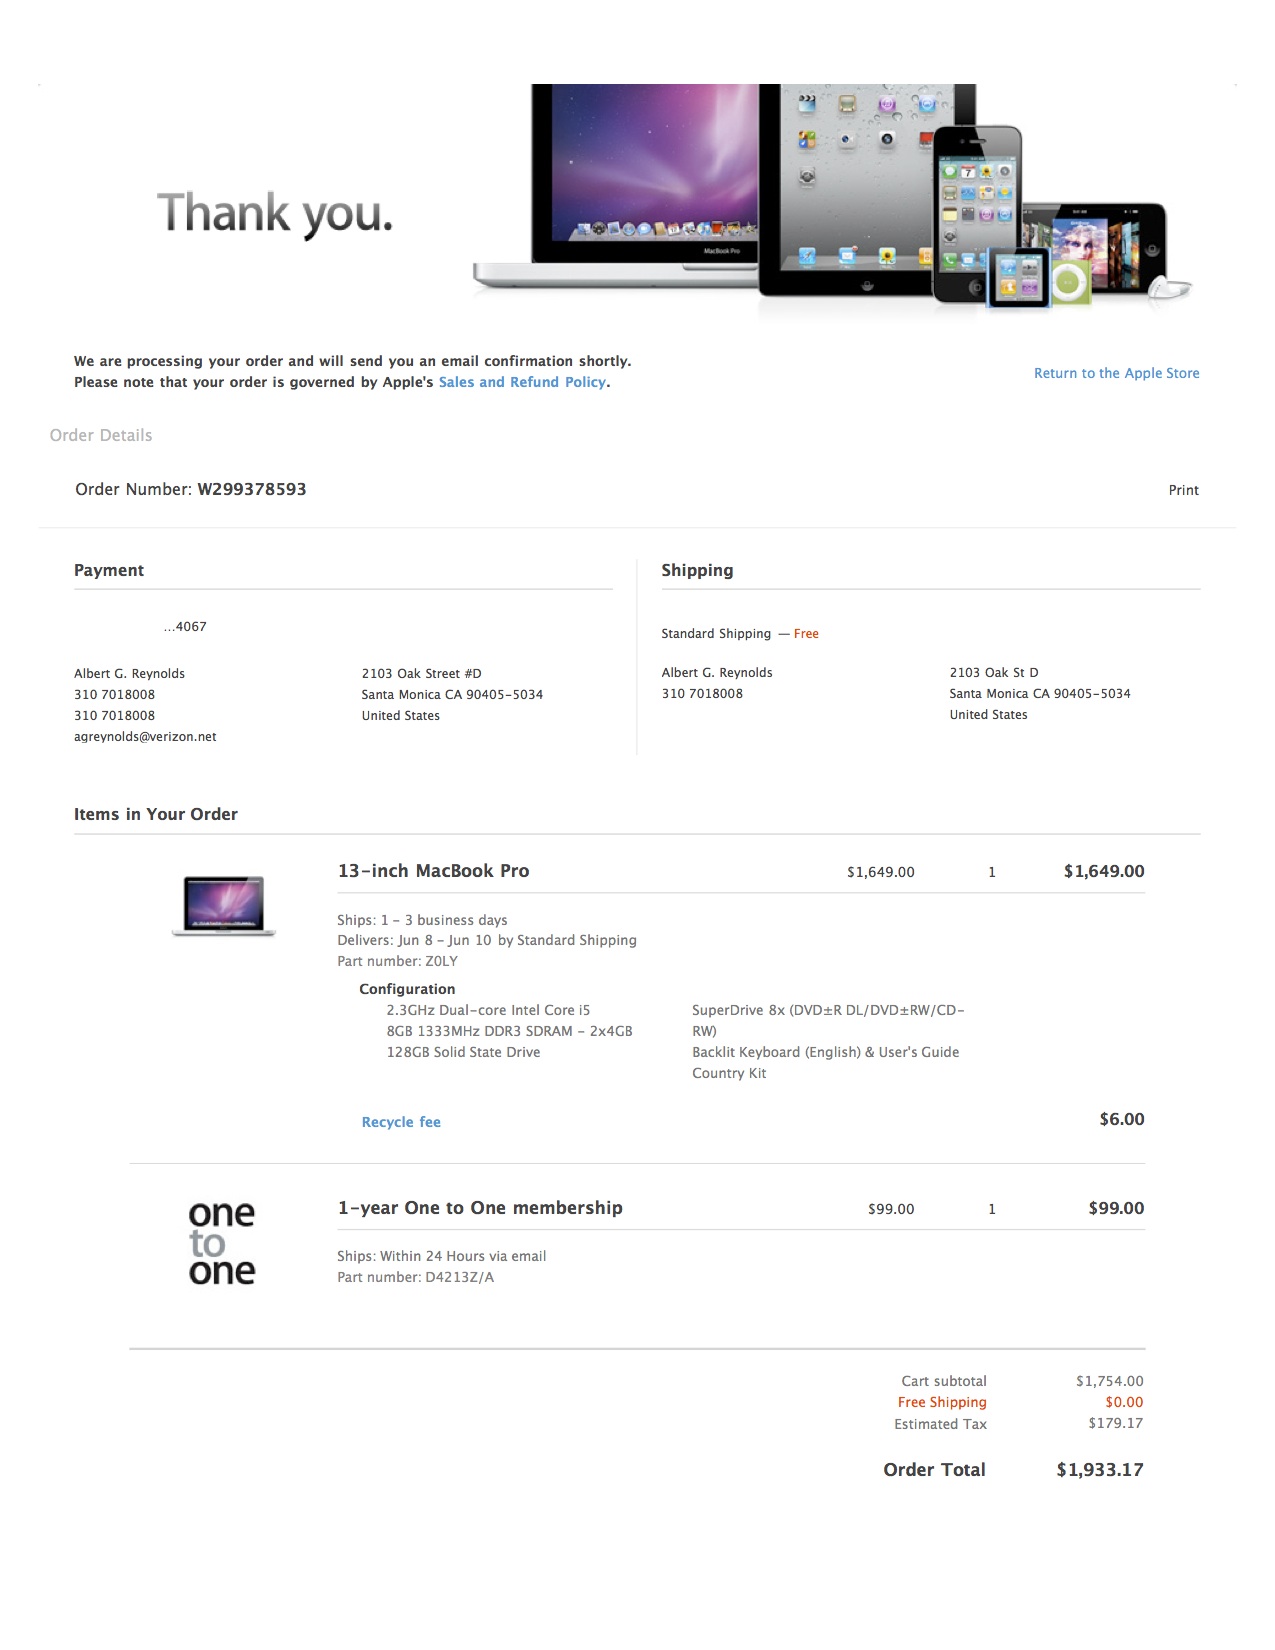 Thank you.
MacBook Pro
We are processing your order and will send you an email confirmation shortly.
Please note that your order is governed by Apple's Sales and Refund Policy.
Return to the Apple Store
Order Details
Order Number: W299378593
Print
Payment
...4067
Albert G. Reynolds
310 7018008
310 7018008
agreynolds@verizon.net
2103 Oak Street #D
Santa Monica CA 90405-5034
United States
Shipping
Standard Shipping — Free
Albert G. Reynolds
310 7018008
2103 Oak St D
Santa Monica CA 90405-5034
United States
Items in Your Order
13-inch MacBook Pro $1,649.00 1 $1,649.00
Ships: 1 - 3 business days
Delivers: Jun 8 - Jun 10 by Standard Shipping
Part number: Z0LY
Configuration
2.3GHz Dual-core Intel Core i5
8GB 1333MHz DDR3 SDRAM - 2x4GB
128GB Solid State Drive
SuperDrive 8x (DVD±R DL/DVD±RW/CD-
RW)
Backlit Keyboard (English) & User's Guide
Country Kit
Recycle fee $6.00
one
to
one
1-year One to One membership $99.00 1 $99.00
Ships: Within 24 Hours via email
Part number: D4213Z/A
Cart subtotal $1,754.00
Free Shipping $0.00
Estimated Tax $179.17
Order Total $1,933.17